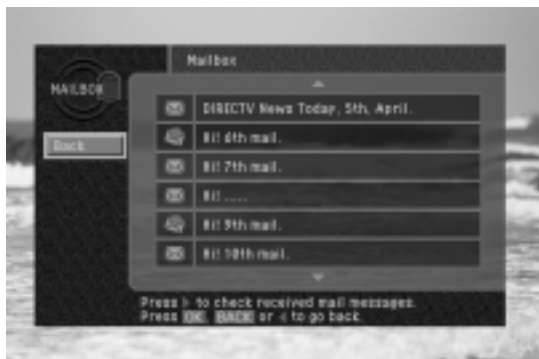 Mailbox
MAILBOX
DIRECTV News Today, 5th, April.
Hi! 6th mail.
Back
Hi! 7th mail.
Hi! .....
Hi! 9th mail.
Hi! 10th mail.
Press ▷ to check received mail messages.
Press OK, BACK or ◁ to go back.